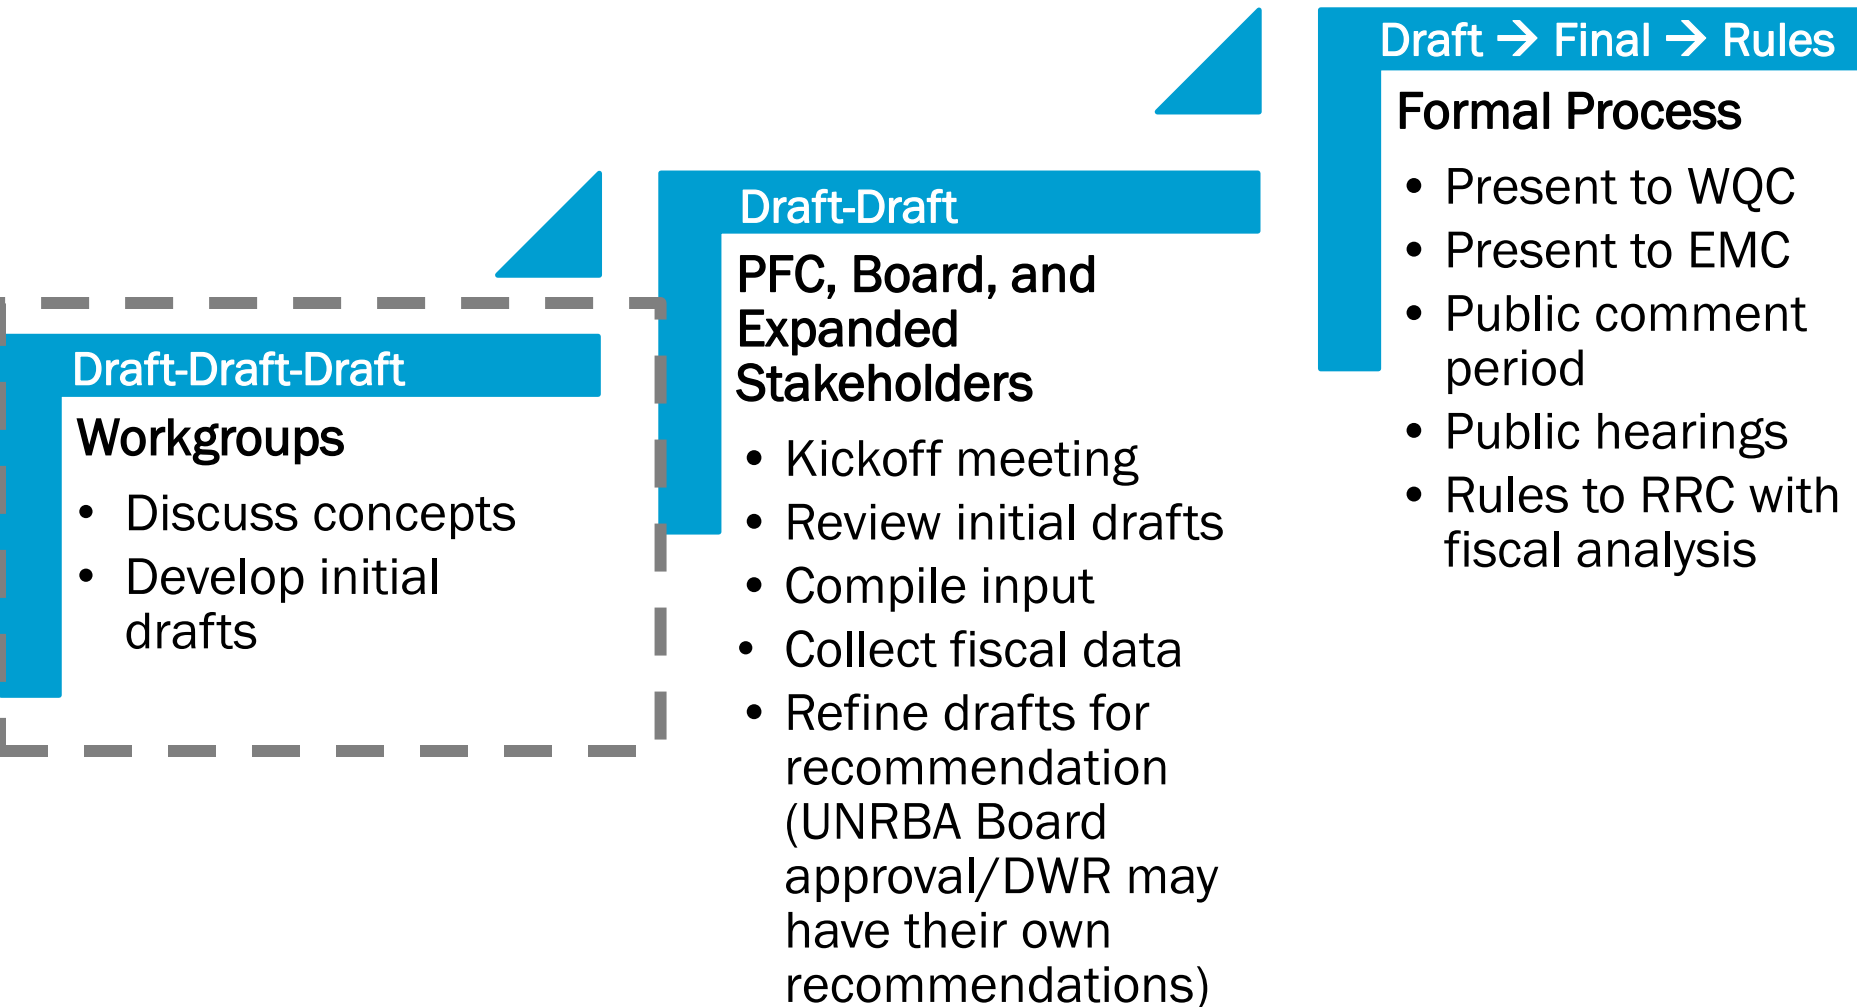 Draft-Draft-Draft
Workgroups
• Discuss concepts
• Develop initial
drafts
Draft-Draft
PFC, Board, and
Expanded
Stakeholders
• Kickoff meeting
• Review initial drafts
• Compile input
• Collect fiscal data
• Refine drafts for
recommendation
(UNRBA Board
approval/DWR may
have their own
recommendations)
Draft → Final → Rules
Formal Process
• Present to WQC
• Present to EMC
• Public comment
period
• Public hearings
• Rules to RRC with
fiscal analysis